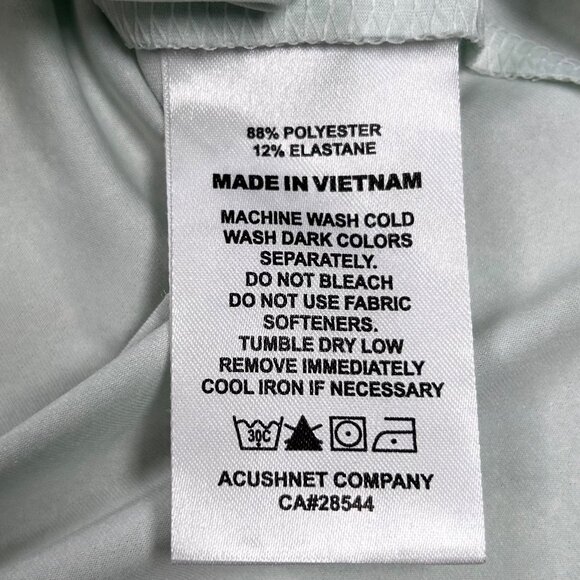 88% POLYESTER
12% ELASTANE
MADE IN VIETNAM
MACHINE WASH COLD
WASH DARK COLORS
SEPARATELY.
DO NOT BLEACH
DO NOT USE FABRIC
SOFTENERS.
TUMBLE DRY LOW
REMOVE IMMEDIATELY
COOL IRON IF NECESSARY
30C
ACUSHNET COMPANY
CA#28544